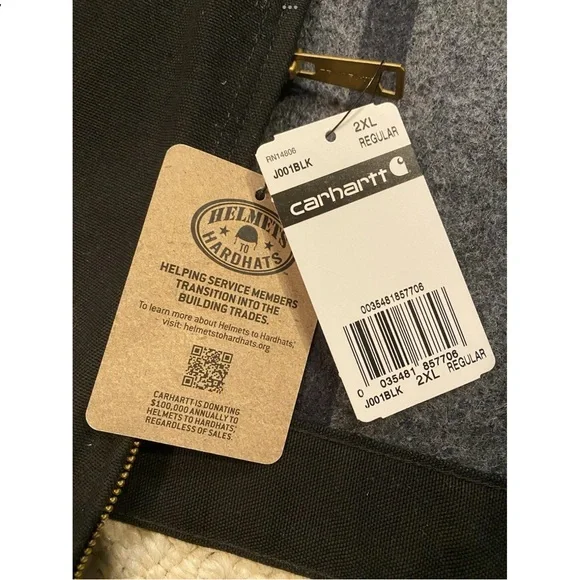 HELMETS
TO
HARDHATS
HELPING SERVICE MEMBERS
TRANSITION INTO THE
BUILDING TRADES.
To learn more about Helmets to Hardhats,
visit: helmetstohardhats.org
CARHARTT IS DONATING
$100,000 ANNUALLY TO
HELMETS TO HARDHATS,
REGARDLESS OF SALES.
RN14806
2XL
J001BLK
REGULAR
carhartt
0035481857706
0 035481 857706
J001BLK 2XL REGULAR